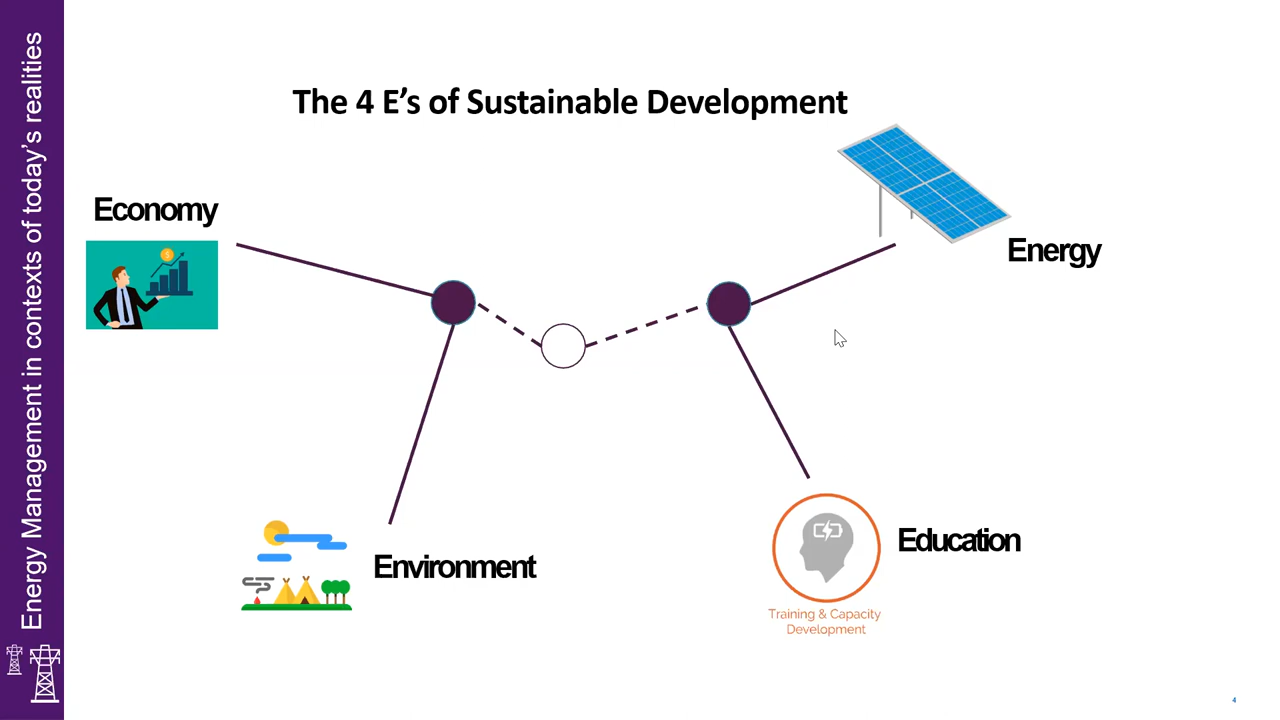 Energy Management in contexts of today's realities
The 4 E’s of Sustainable Development
Economy
Energy
Environment
Education
Training & Capacity
Development
4